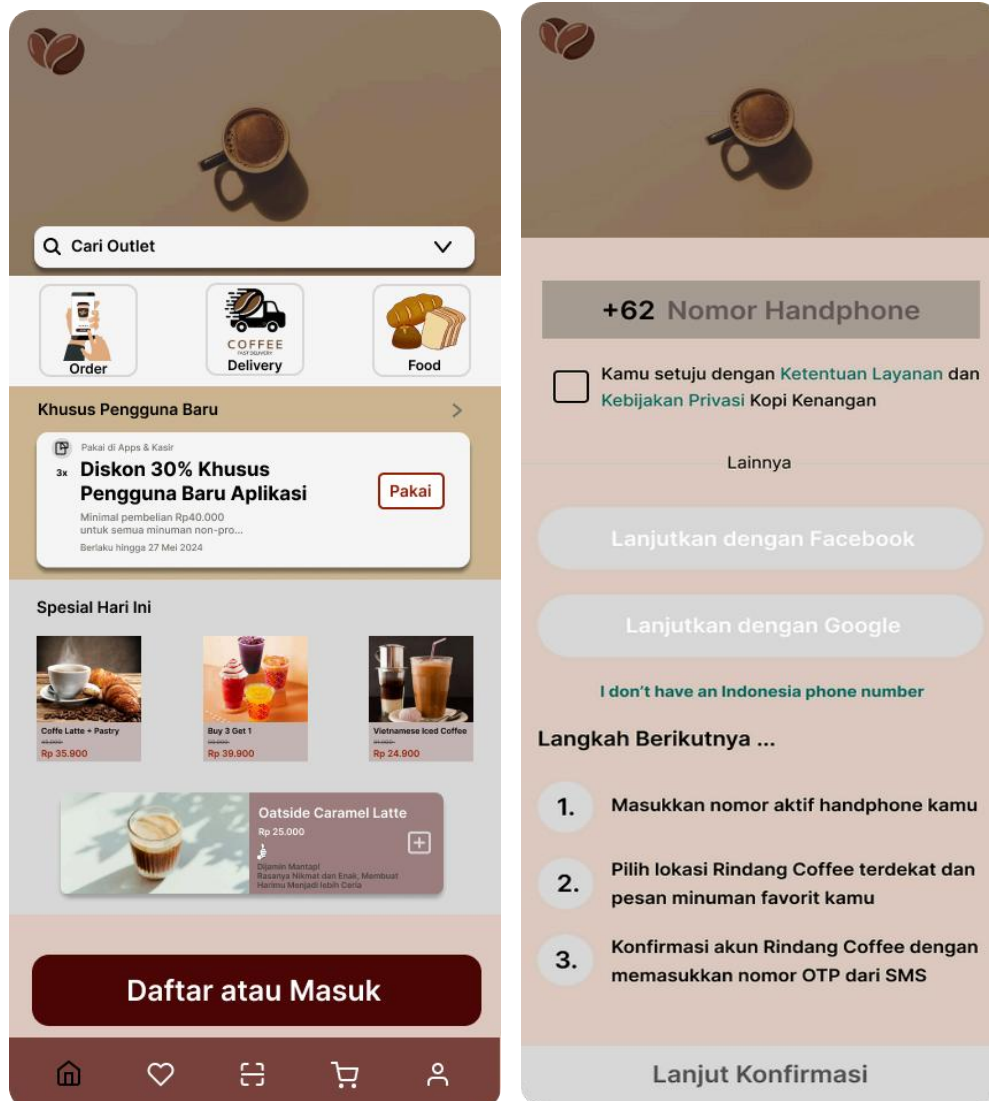 Cari Outlet
Order
COFFEE
FAST DELIVERY
Delivery
Food
Khusus Pengguna Baru
Pakai di Apps & Kasir
3x
Diskon 30% Khusus
Pengguna Baru Aplikasi
Pakai
Minimal pembelian Rp40.000
untuk semua minuman non-pro...
Berlaku hingga 27 Mei 2024
Spesial Hari Ini
Coffe Latte + Pastry
Rp 35.900
Buy 3 Get 1
Rp 39.900
Vietnamese Iced Coffee
Rp 24.900
Oatside Caramel Latte
Rp 25.000
Dijamin Mantap!
Rasanya Nikmat dan Enak, Membuat
Harimu Menjadi lebih Ceria
Daftar atau Masuk
+62 Nomor Handphone
Kamu setuju dengan Ketentuan Layanan dan
Kebijakan Privasi Kopi Kenangan
Lainnya
Lanjutkan dengan Facebook
Lanjutkan dengan Google
I don't have an Indonesia phone number
Langkah Berikutnya ...
1. Masukkan nomor aktif handphone kamu
2. Pilih lokasi Rindang Coffee terdekat dan
pesan minuman favorit kamu
3. Konfirmasi akun Rindang Coffee dengan
memasukkan nomor OTP dari SMS
Lanjut Konfirmasi